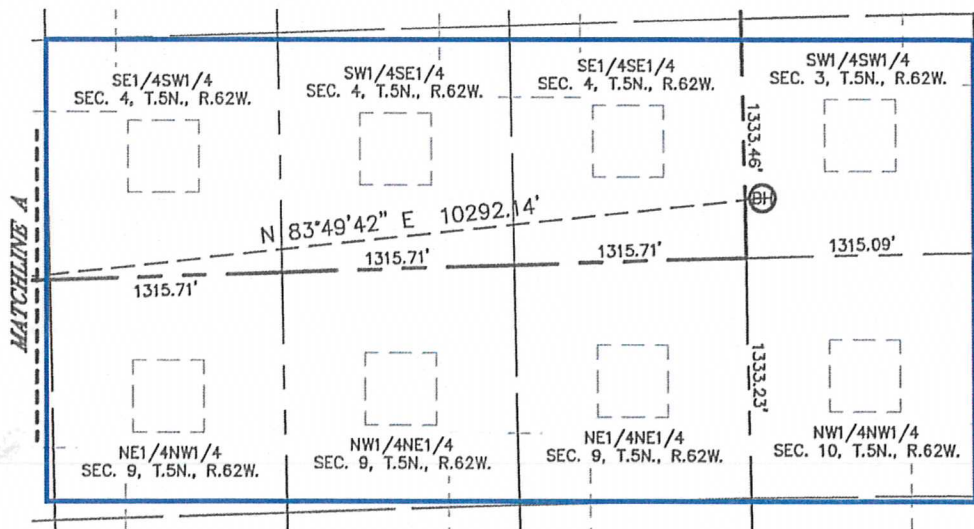 SE1/4SW1/4
SEC. 4, T.5N., R.62W.
SW1/4SE1/4
SEC. 4, T.5N., R.62W.
SE1/4SE1/4
SEC. 4, T.5N., R.62W.
SW1/4SW1/4
SEC. 3, T.5N., R.62W.
1333.46'
BH
MATCHLINE A
N 83°49'42" E 10292.14'
1315.71'
1315.71'
1315.71'
1315.09'
1333.23'
NE1/4NW1/4
SEC. 9, T.5N., R.62W.
NW1/4NE1/4
SEC. 9, T.5N., R.62W.
NE1/4NE1/4
SEC. 9, T.5N., R.62W.
NW1/4NW1/4
SEC. 10, T.5N., R.62W.